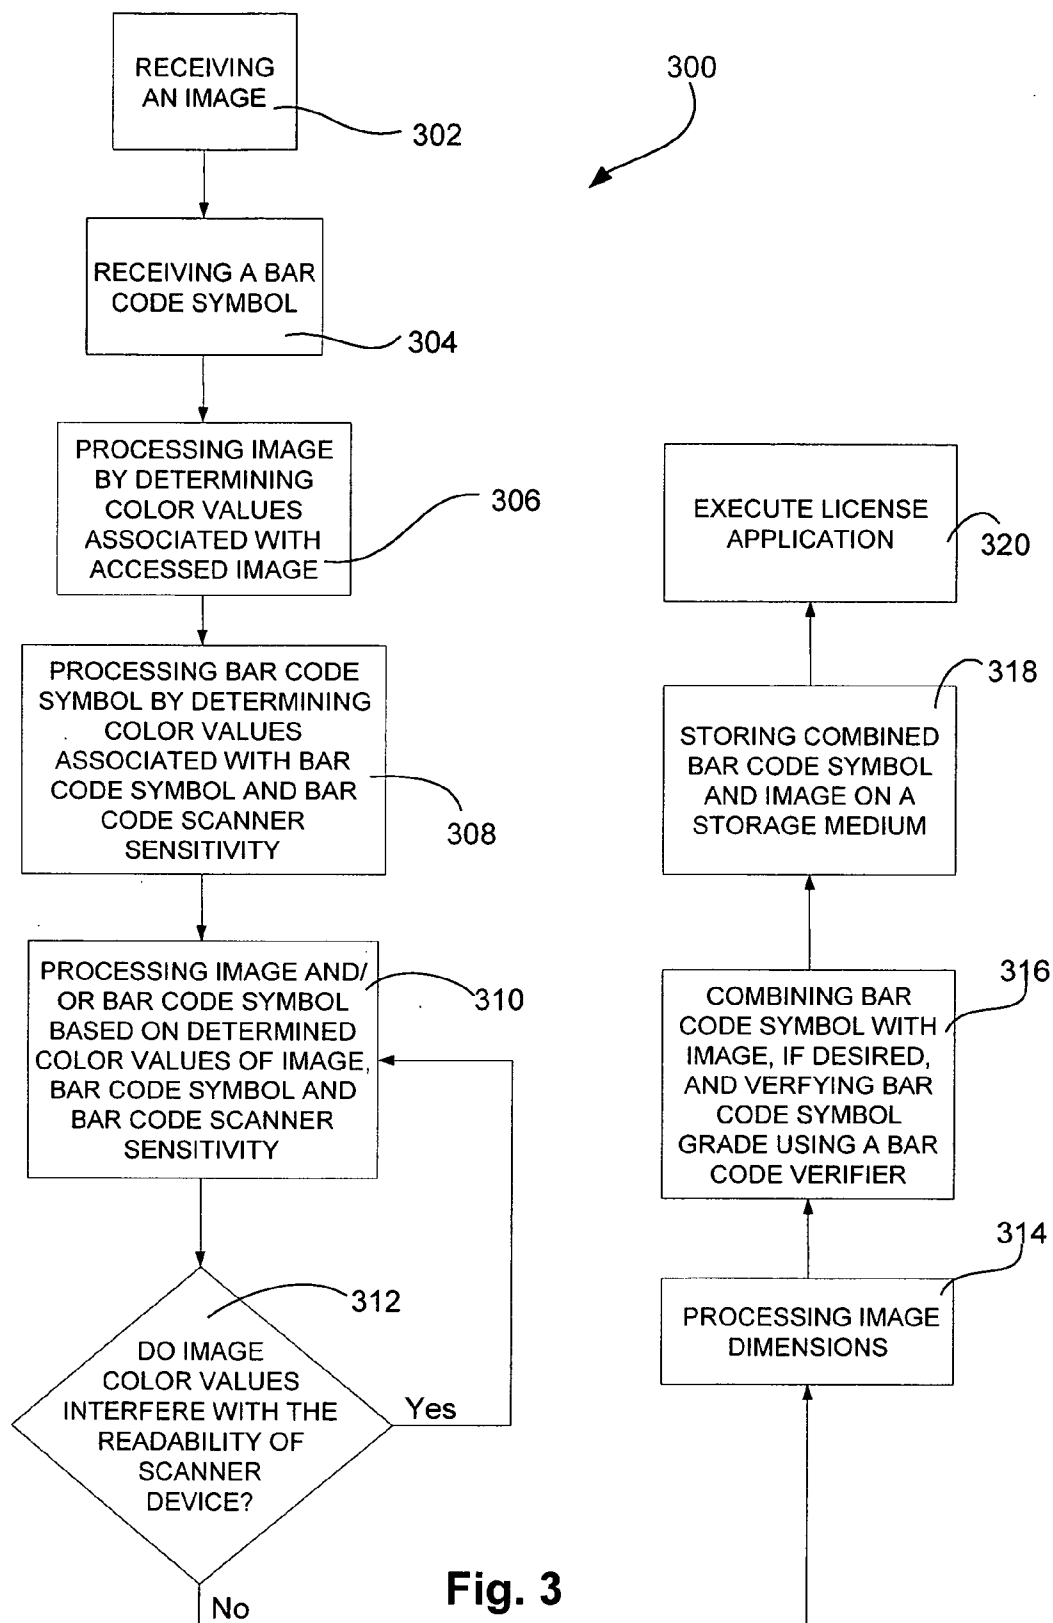 RECEIVING
AN IMAGE
302
300
RECEIVING A BAR
CODE SYMBOL
304
PROCESSING IMAGE
BY DETERMINING
COLOR VALUES
ASSOCIATED WITH
ACCESSED IMAGE
306
PROCESSING BAR CODE
SYMBOL BY DETERMINING
COLOR VALUES
ASSOCIATED WITH BAR
CODE SYMBOL AND BAR
CODE SCANNER
SENSITIVITY
308
PROCESSING IMAGE AND/
OR BAR CODE SYMBOL
BASED ON DETERMINED
COLOR VALUES OF IMAGE,
BAR CODE SYMBOL AND
BAR CODE SCANNER
SENSITIVITY
310
312
DO IMAGE
COLOR VALUES
INTERFERE WITH THE
READABILITY OF
SCANNER
DEVICE?
Yes
No
314
PROCESSING IMAGE
DIMENSIONS
316
COMBINING BAR
CODE SYMBOL WITH
IMAGE, IF DESIRED,
AND VERFYING BAR
CODE SYMBOL
GRADE USING A BAR
CODE VERIFIER
318
STORING COMBINED
BAR CODE SYMBOL
AND IMAGE ON A
STORAGE MEDIUM
EXECUTE LICENSE
APPLICATION
320
Fig. 3